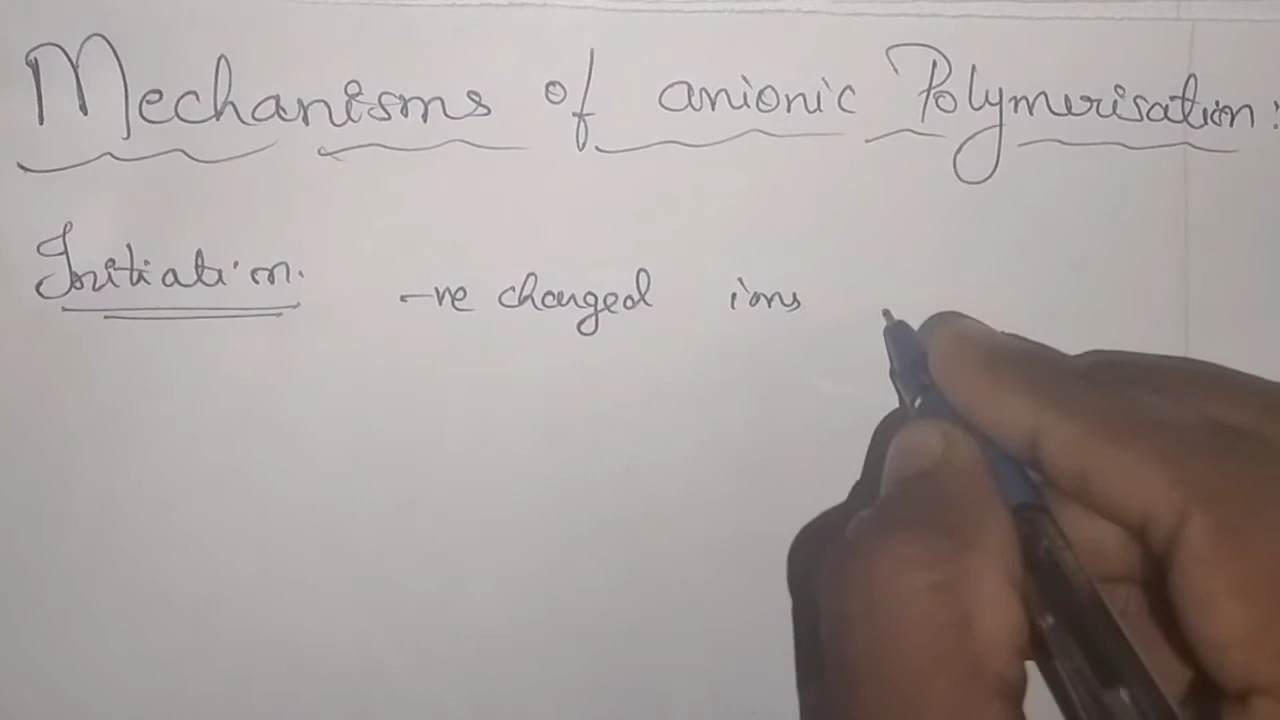 Mechanisms of anionic Polymerisation:
Initiation.
-ve charged ions